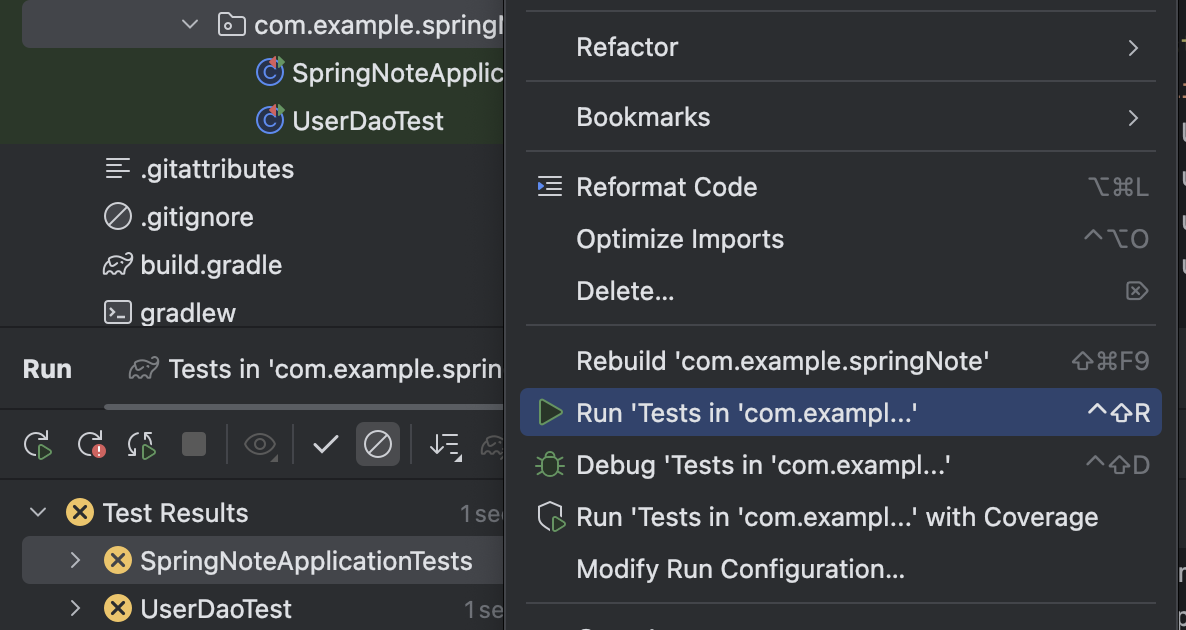 com.example.spring
SpringNoteApplic
UserDaoTest
.gitattributes
.gitignore
build.gradle
gradlew
Run
Tests in 'com.example.sprin
Test Results
1 sec
SpringNoteApplicationTests
UserDaoTest
1 se
Refactor
Bookmarks
Reformat Code ⌥⌘L
Optimize Imports ⌃⌥O
Delete... ⌦
Rebuild 'com.example.springNote' ⇧⌘F9
Run 'Tests in 'com.exampl...' ⌃⇧R
Debug 'Tests in 'com.exampl...' ⌃⇧D
Run 'Tests in 'com.exampl...' with Coverage
Modify Run Configuration...